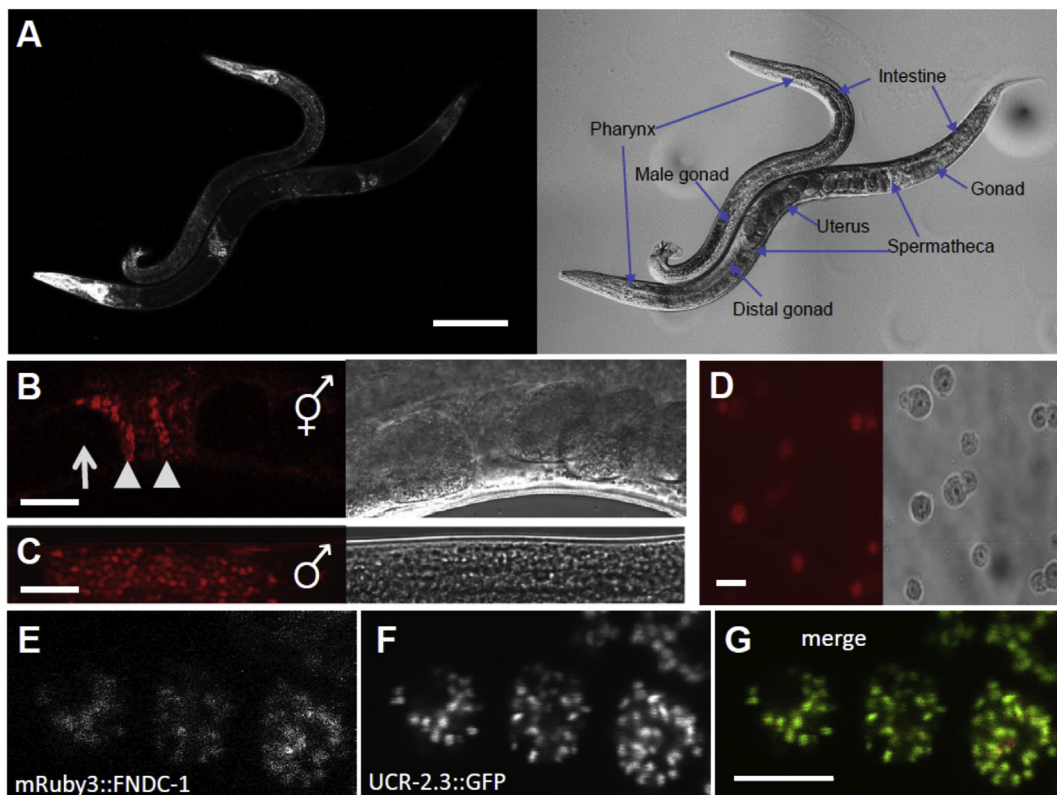 A
Pharynx
Intestine
Male gonad
Gonad
Uterus
Spermatheca
Distal gonad
B
⚥
D
C
♂
E
mRuby3::FNDC-1
F
UCR-2.3::GFP
G
merge